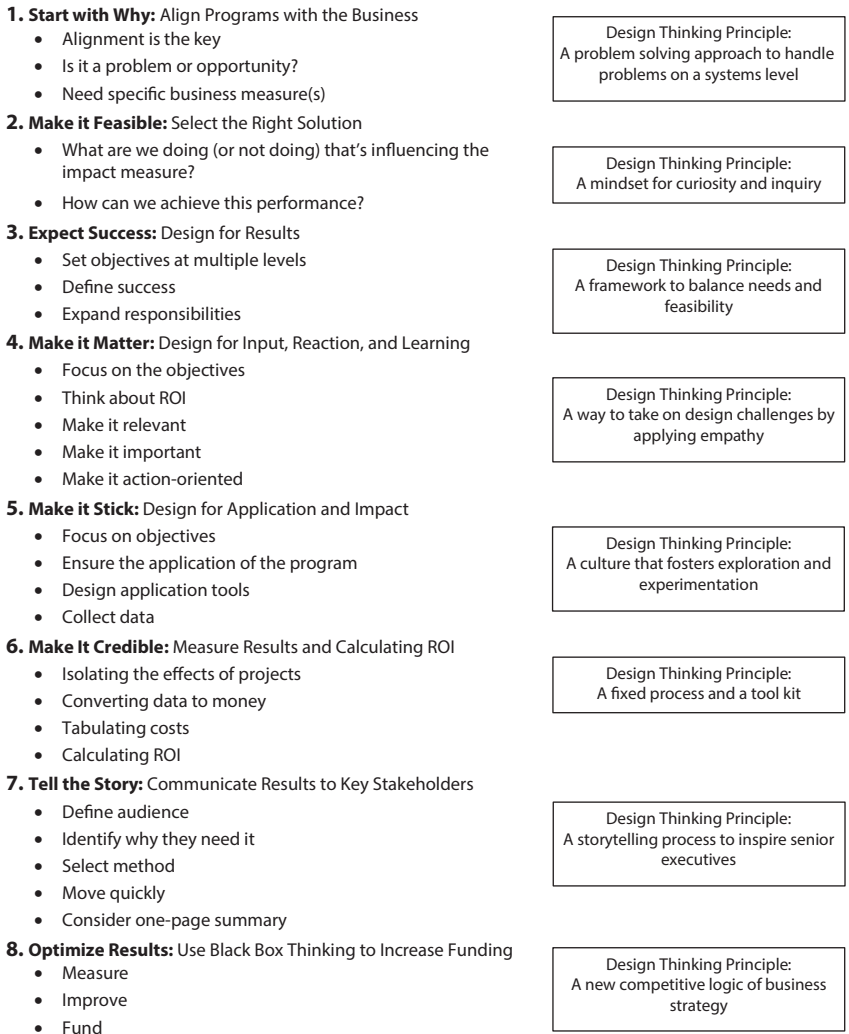 1. Start with Why: Align Programs with the Business
• Alignment is the key
• Is it a problem or opportunity?
• Need specific business measure(s)
Design Thinking Principle:
A problem solving approach to handle
problems on a systems level
2. Make it Feasible: Select the Right Solution
• What are we doing (or not doing) that's influencing the
impact measure?
• How can we achieve this performance?
Design Thinking Principle:
A mindset for curiosity and inquiry
3. Expect Success: Design for Results
• Set objectives at multiple levels
• Define success
• Expand responsibilities
Design Thinking Principle:
A framework to balance needs and
feasibility
4. Make it Matter: Design for Input, Reaction, and Learning
• Focus on the objectives
• Think about ROI
• Make it relevant
• Make it important
• Make it action-oriented
Design Thinking Principle:
A way to take on design challenges by
applying empathy
5. Make it Stick: Design for Application and Impact
• Focus on objectives
• Ensure the application of the program
• Design application tools
• Collect data
Design Thinking Principle:
A culture that fosters exploration and
experimentation
6. Make It Credible: Measure Results and Calculating ROI
• Isolating the effects of projects
• Converting data to money
• Tabulating costs
• Calculating ROI
Design Thinking Principle:
A fixed process and a tool kit
7. Tell the Story: Communicate Results to Key Stakeholders
• Define audience
• Identify why they need it
• Select method
• Move quickly
• Consider one-page summary
Design Thinking Principle:
A storytelling process to inspire senior
executives
8. Optimize Results: Use Black Box Thinking to Increase Funding
• Measure
• Improve
• Fund
Design Thinking Principle:
A new competitive logic of business
strategy